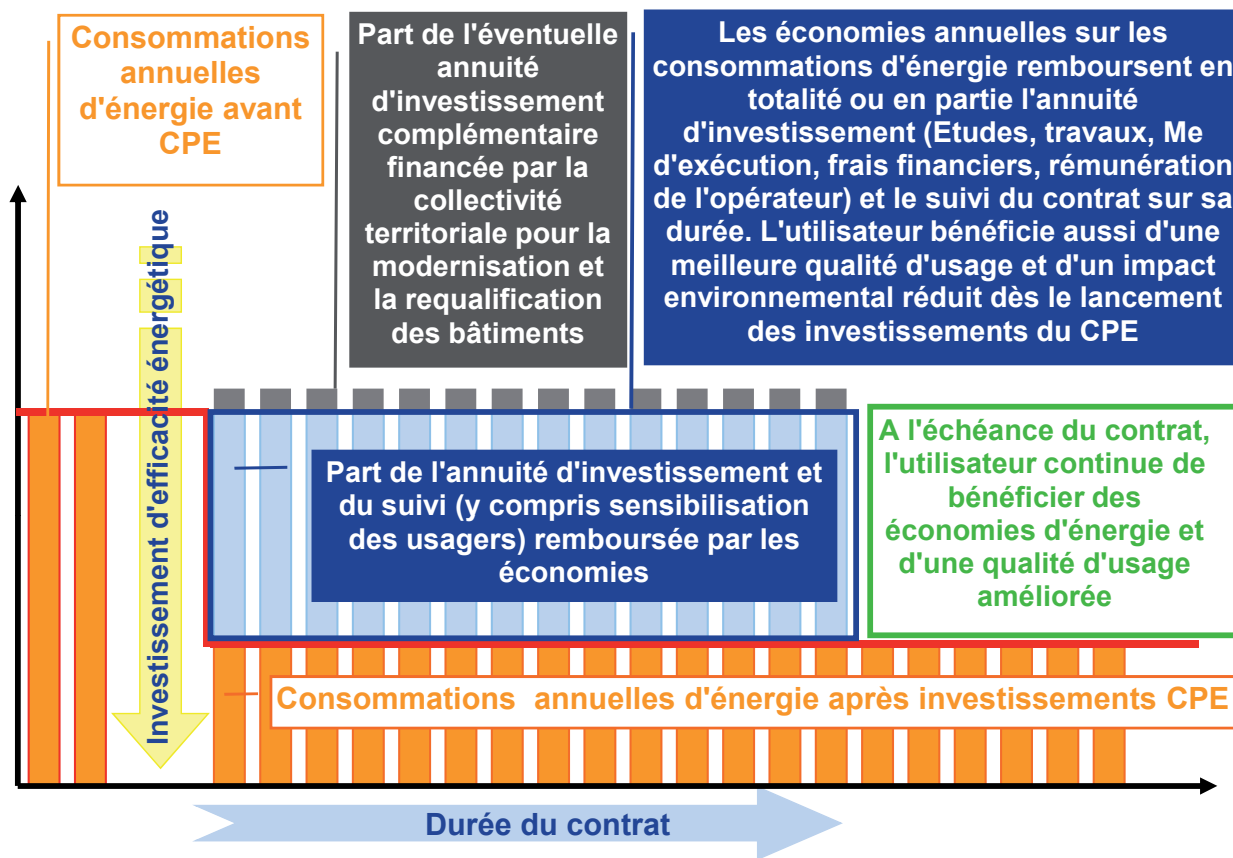 Consommations
annuelles
d'énergie avant
CPE
Part de l'éventuelle
annuité
d'investissement
complémentaire
financée par la
collectivité
territoriale pour la
modernisation et
la requalification
des bâtiments
Les économies annuelles sur les
consommations d'énergie remboursent en
totalité ou en partie l'annuité
d'investissement (Etudes, travaux, Me
d'exécution, frais financiers, rémunération
de l'opérateur) et le suivi du contrat sur sa
durée. L'utilisateur bénéficie aussi d'une
meilleure qualité d'usage et d'un impact
environnemental réduit dès le lancement
des investissements du CPE
Investissement d'efficacité énergétique
Part de l'annuité d'investissement et
du suivi (y compris sensibilisation
des usagers) remboursée par les
économies
A l'échéance du contrat,
l'utilisateur continue de
bénéficier des
économies d'énergie et
d'une qualité d'usage
améliorée
Consommations annuelles d'énergie après investissements CPE
Durée du contrat